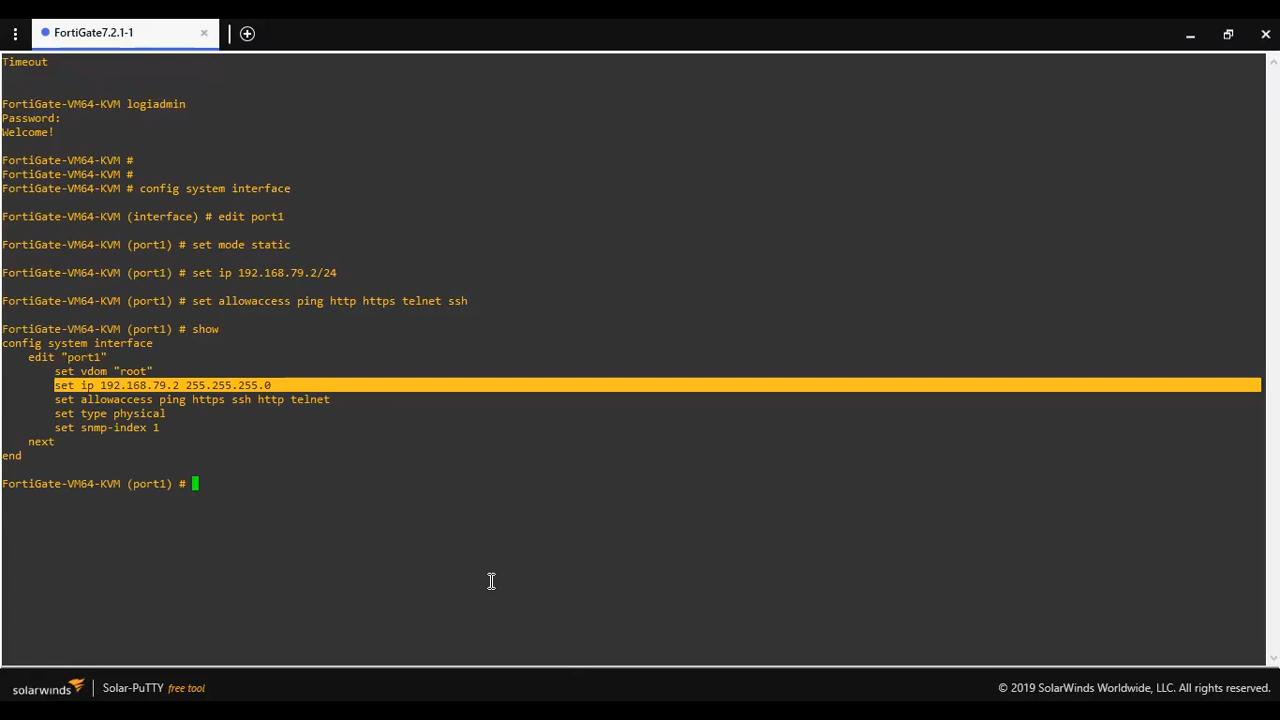 FortiGate7.2.1-1
Timeout
FortiGate-VM64-KVM logiadmin
Password:
Welcome!
FortiGate-VM64-KVM #
FortiGate-VM64-KVM #
FortiGate-VM64-KVM # config system interface
FortiGate-VM64-KVM (interface) # edit port1
FortiGate-VM64-KVM (port1) # set mode static
FortiGate-VM64-KVM (port1) # set ip 192.168.79.2/24
FortiGate-VM64-KVM (port1) # set allowaccess ping http https telnet ssh
FortiGate-VM64-KVM (port1) # show
config system interface
edit "port1"
set vdom "root"
set ip 192.168.79.2 255.255.255.0
set allowaccess ping https ssh http telnet
set type physical
set snmp-index 1
next
end
FortiGate-VM64-KVM (port1) #
solarwinds Solar-PuTTY free tool © 2019 SolarWinds Worldwide, LLC. All rights reserved.